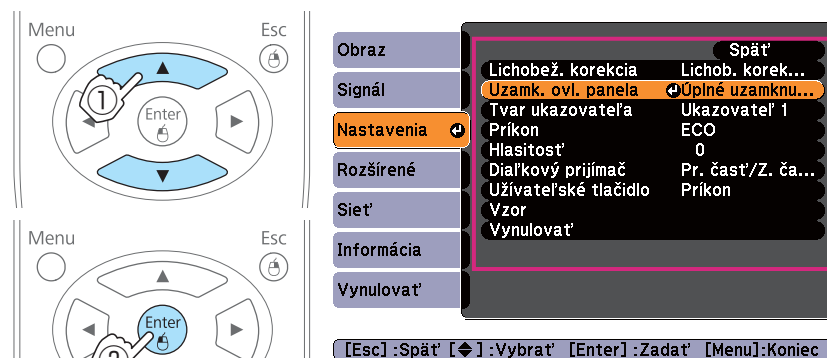 Menu
Esc
1
Enter
Menu
Esc
Enter
2
Obraz
Signál
Nastavenia
Rozšírené
Sieť
Informácia
Vynulovať
Späť
Lichobež. korekcia Lichob. korek...
Uzamk. ovl. panela Úplné uzamknu...
Tvar ukazovateľa Ukazovateľ 1
Príkon ECO
Hlasitosť 0
Diaľkový prijímač Pr. časť/Z. ča...
Užívateľské tlačidlo Príkon
Vzor
Vynulovať
[Esc] :Späť [◆] :Vybrať [Enter] :Zadať [Menu]:Koniec